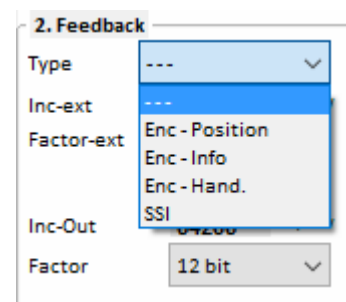 2. Feedback
Type
---
Inc-ext
---
Factor-ext
Enc - Position
Enc - Info
Enc - Hand.
SSI
Inc-Out
Factor
12 bit